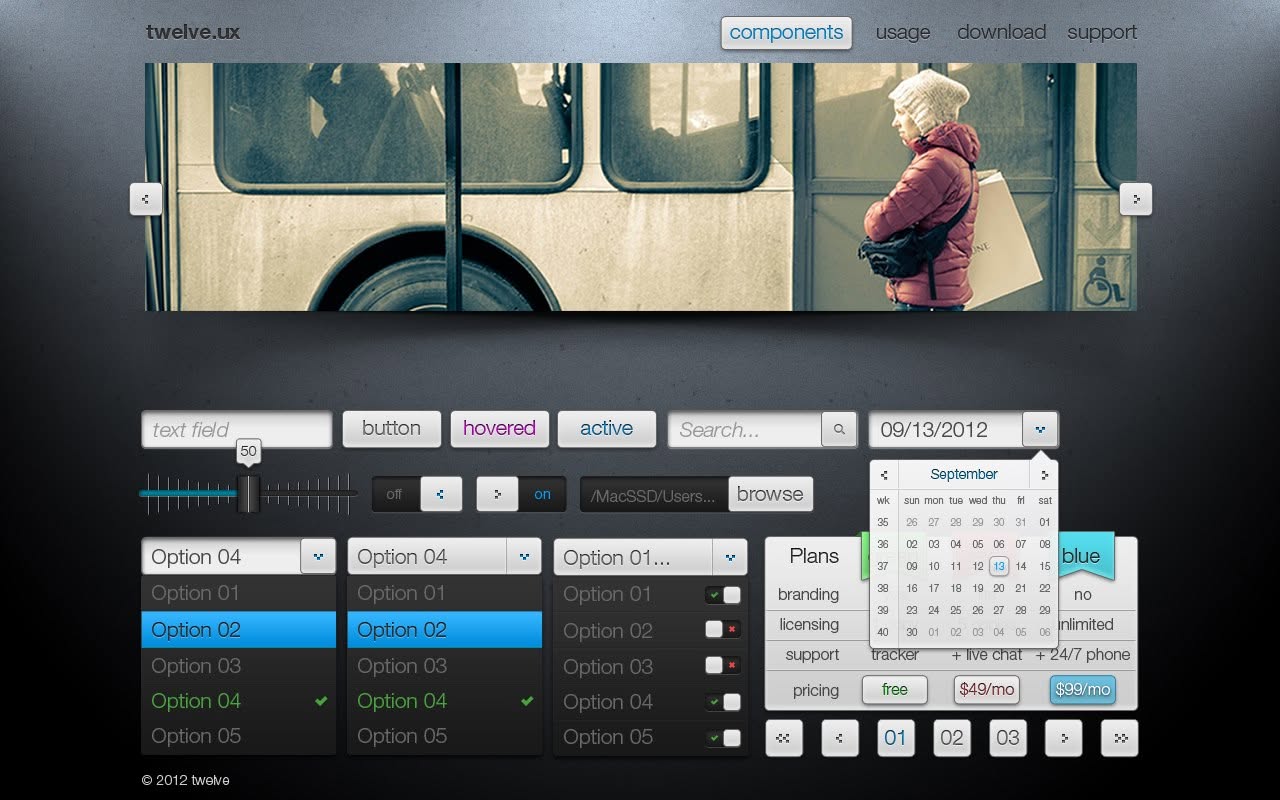 twelve.ux
components usage download support
NE
text field button hovered active Search... 09/13/2012
50
off on /MacSSD/Users... browse
September
wk sun mon tue wed thu fri sat
35 26 27 28 29 30 31 01
36 02 03 04 05 06 07 08
37 09 10 11 12 13 14 15
38 16 17 18 19 20 21 22
39 23 24 25 26 27 28 29
40 30 01 02 03 04 05 06
Option 04
Option 01
Option 02
Option 03
Option 04
Option 05
Option 04
Option 01
Option 02
Option 03
Option 04
Option 05
Option 01...
Option 01
Option 02
Option 03
Option 04
Option 05
Plans blue
branding no
licensing unlimited
support tracker + live chat + 24/7 phone
pricing free $49/mo $99/mo
<< < 01 02 03 > >>
© 2012 twelve